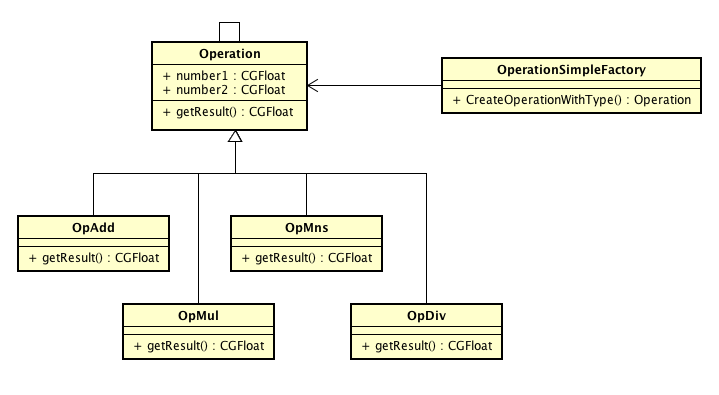 Operation
+ number1 : CGFloat
+ number2 : CGFloat
+ getResult() : CGFloat
OperationSimpleFactory
+ CreateOperationWithType() : Operation
OpAdd
+ getResult() : CGFloat
OpMns
+ getResult() : CGFloat
OpMul
+ getResult() : CGFloat
OpDiv
+ getResult() : CGFloat